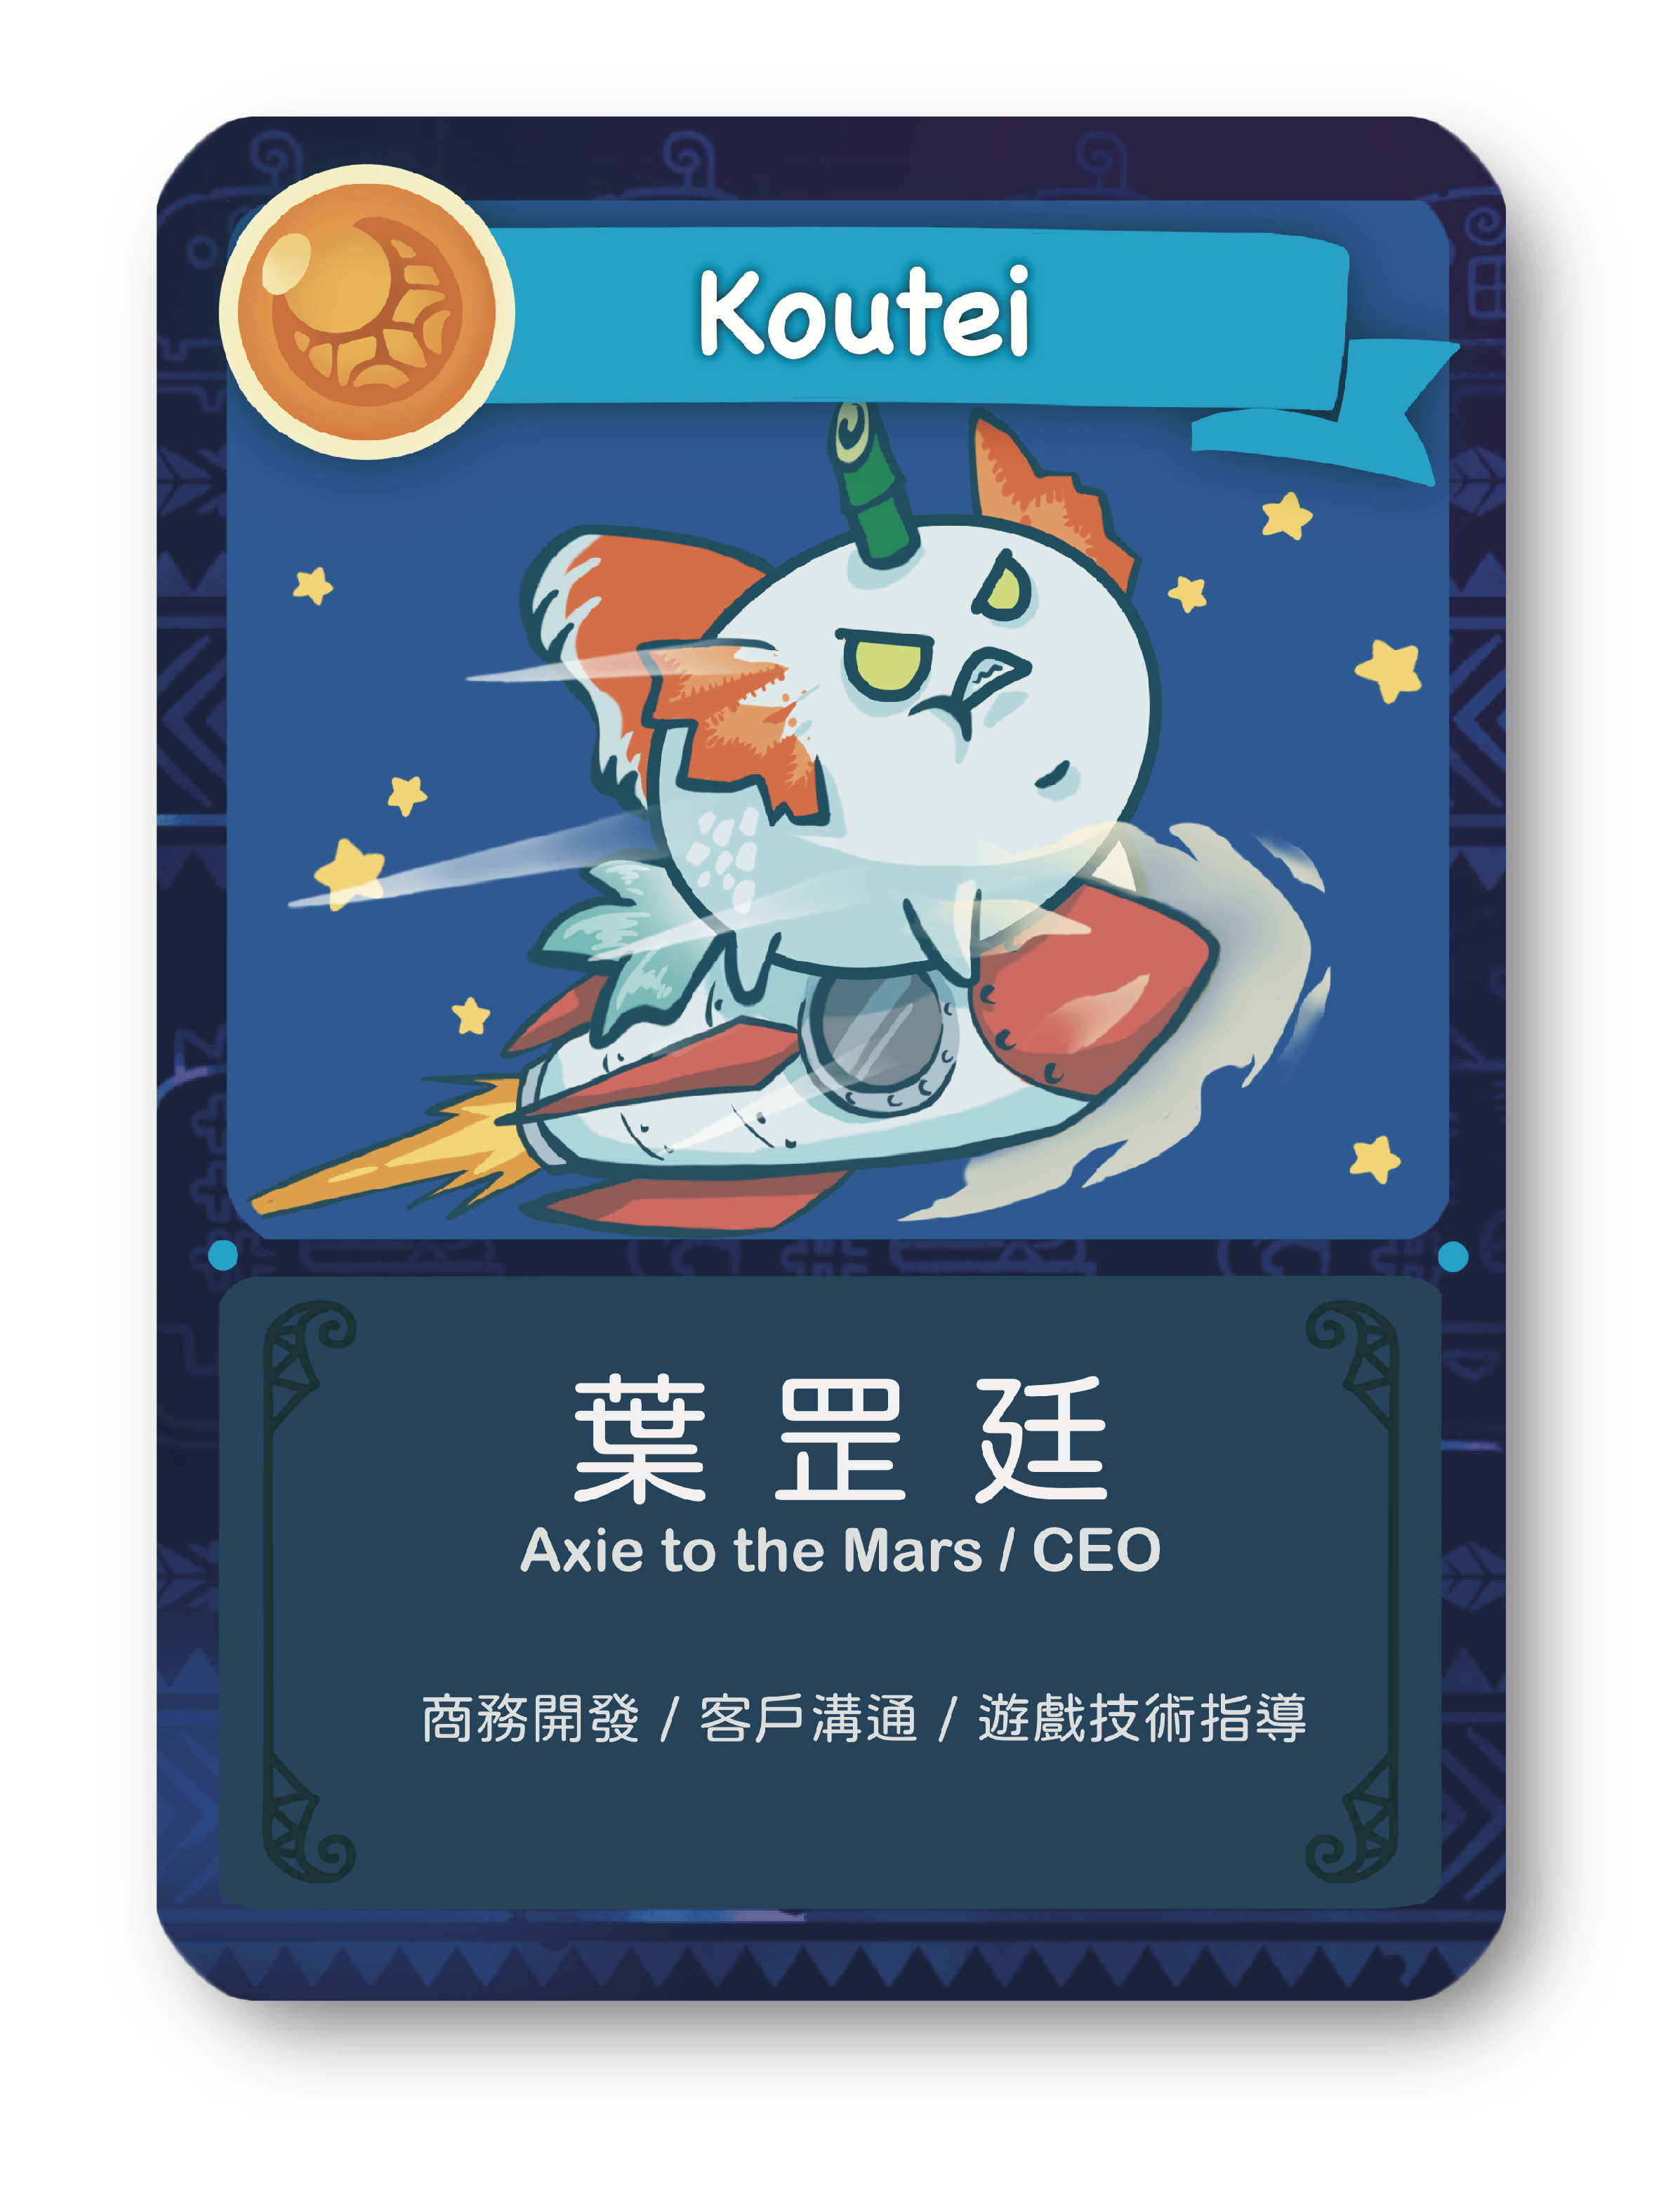 Koutei
葉罡廷
Axie to the Mars / CEO
商務開發 / 客戶溝通 / 遊戲技術指導